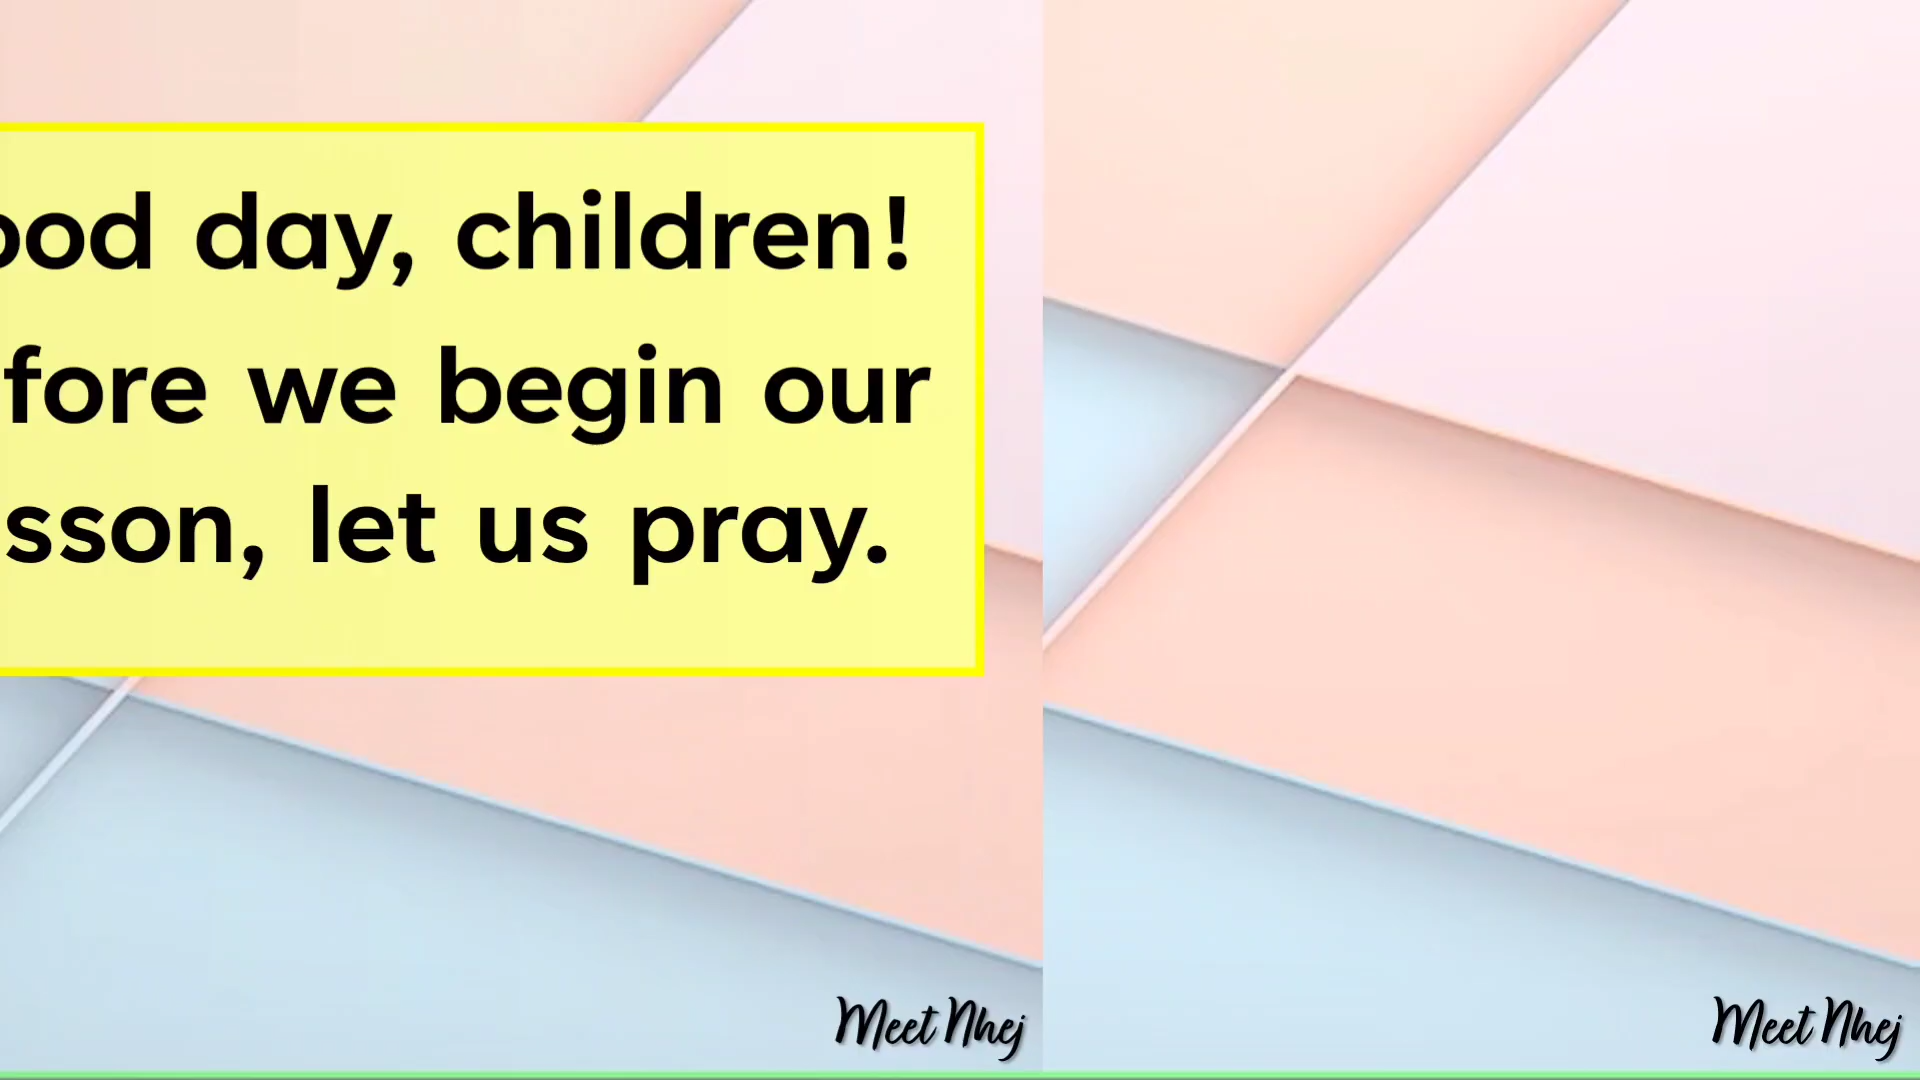 ood day, children!
fore we begin our
sson, let us pray.
Meet Nhej
Meet Nhej